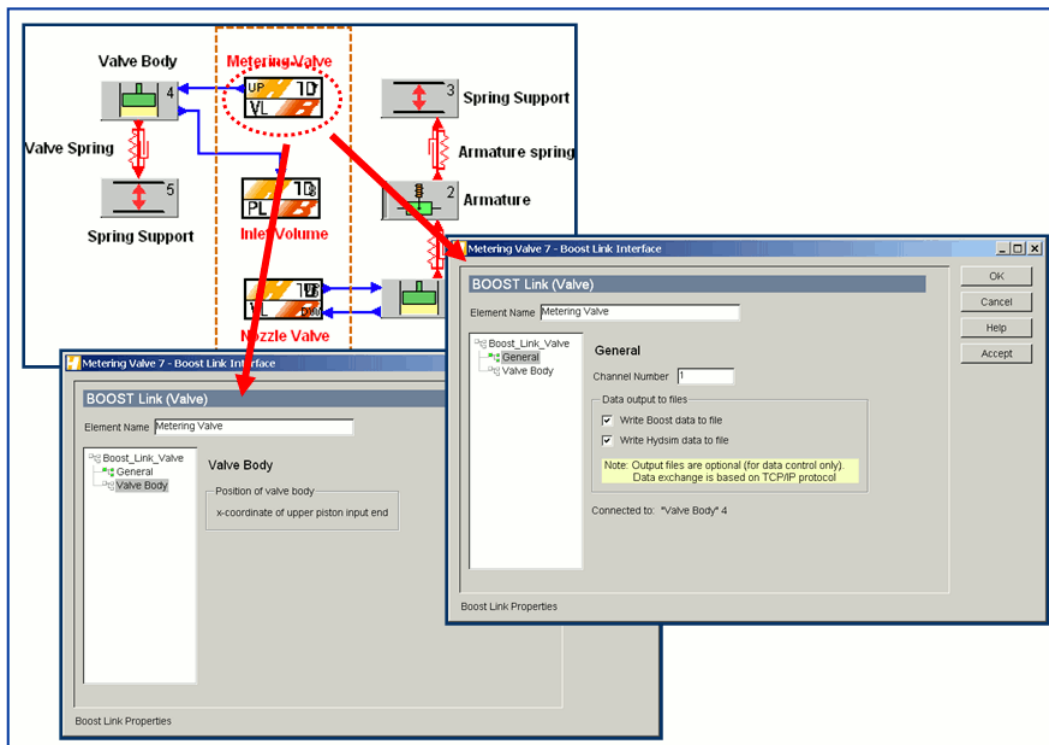 Valve Body
Metering Valve
4
UP 1D 7
VL
3
Spring Support
Valve Spring
Armature spring
5
1D 8
PL
2
Armature
Spring Support
Inlet Volume
1D
VL
Nozzle Valve
Metering Valve 7 - Boost Link Interface
BOOST Link (Valve)
Element Name Metering Valve
Boost_Link_Valve
General
Valve Body
General
Channel Number 1
Data output to files
Write Boost data to file
Write Hydsim data to file
Note: Output files are optional (for data control only).
Data exchange is based on TCP/IP protocol
Connected to: "Valve Body" 4
Boost Link Properties
OK
Cancel
Help
Accept
Metering Valve 7 - Boost Link Interface
BOOST Link (Valve)
Element Name Metering Valve
Boost_Link_Valve
General
Valve Body
Valve Body
Position of valve body
x-coordinate of upper piston input end
Boost Link Properties